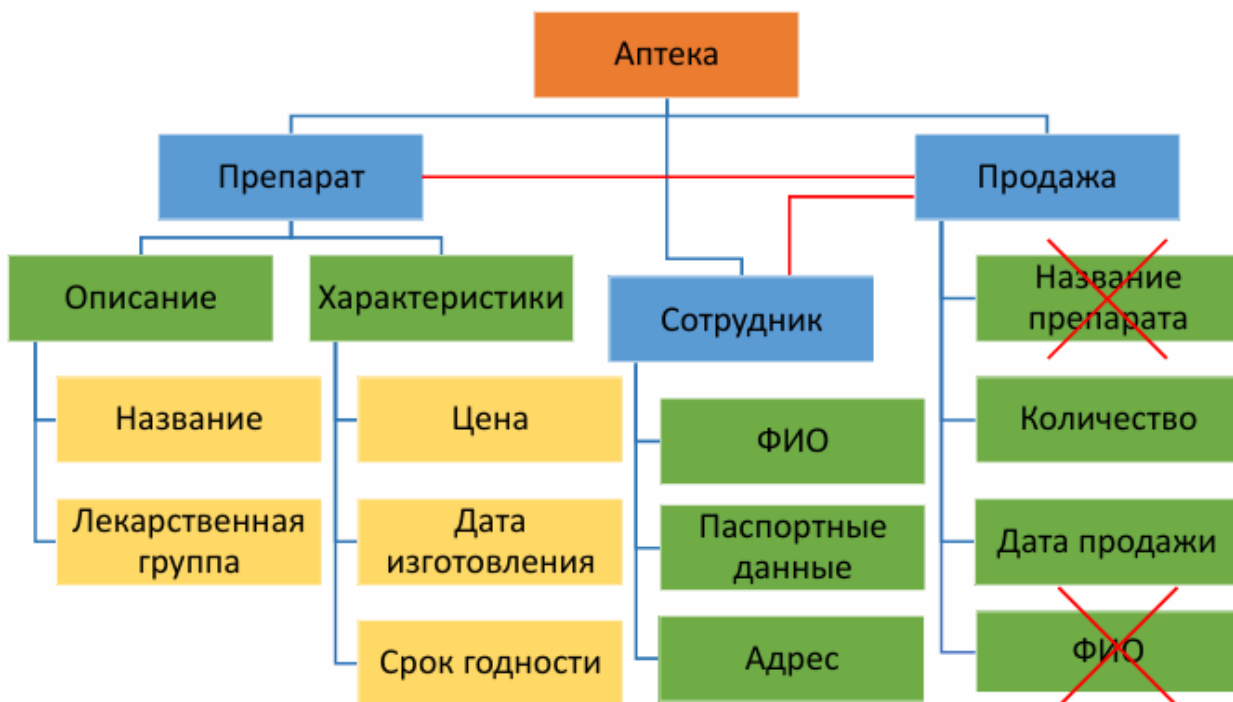 Аптека
Препарат
Продажа
Описание
Характеристики
Сотрудник
Название
препарата
Название
Цена
ФИО
Количество
Лекарственная
группа
Дата
изготовления
Паспортные
данные
Дата продажи
Срок годности
Адрес
ФИО